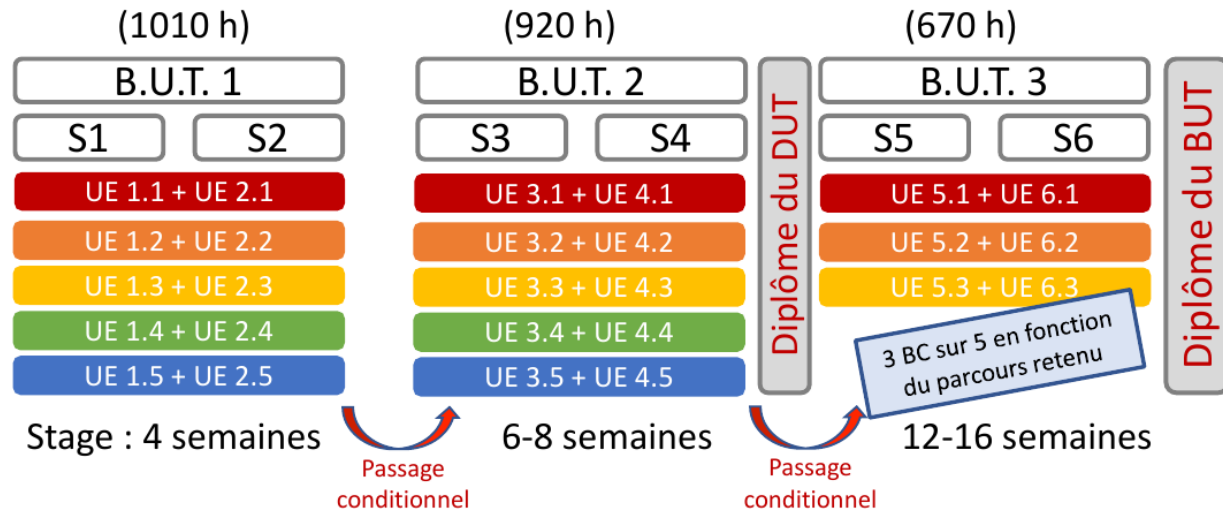 (1010 h)
(920 h)
(670 h)
B.U.T. 1
B.U.T. 2
B.U.T. 3
S1
S2
S3
S4
S5
S6
UE 1.1 + UE 2.1
UE 1.2 + UE 2.2
UE 1.3 + UE 2.3
UE 1.4 + UE 2.4
UE 1.5 + UE 2.5
UE 3.1 + UE 4.1
UE 3.2 + UE 4.2
UE 3.3 + UE 4.3
UE 3.4 + UE 4.4
UE 3.5 + UE 4.5
Diplôme du DUT
UE 5.1 + UE 6.1
UE 5.2 + UE 6.2
UE 5.3 + UE 6.3
3 BC sur 5 en fonction
du parcours retenu
Diplôme du BUT
Stage : 4 semaines
6-8 semaines
12-16 semaines
Passage
conditionnel
Passage
conditionnel